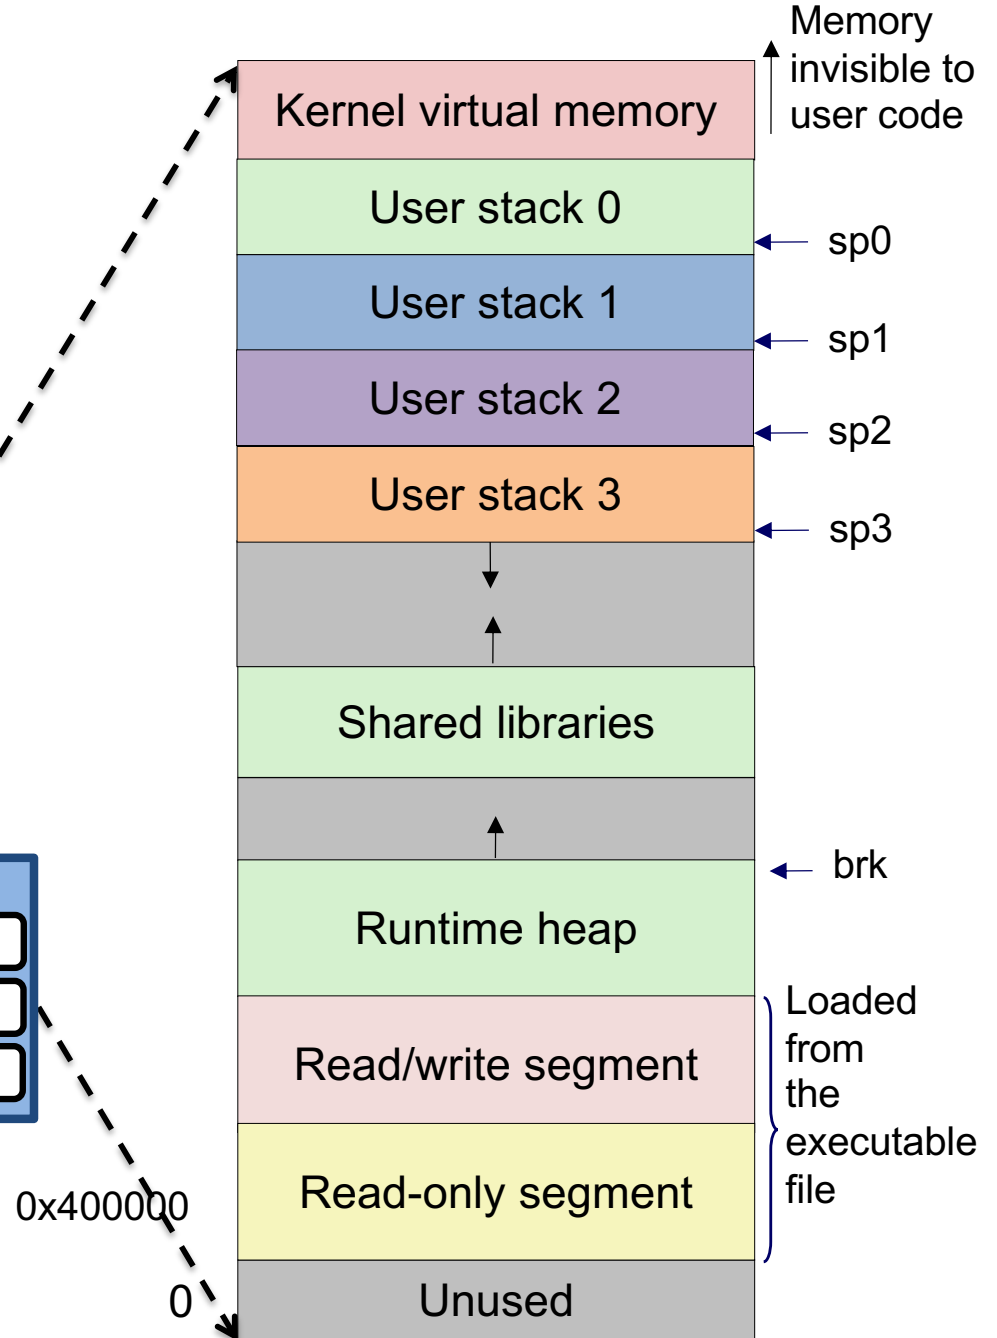 Memory
invisible to
user code
Kernel virtual memory
User stack 0
sp0
User stack 1
sp1
User stack 2
sp2
User stack 3
sp3
Shared libraries
brk
Runtime heap
Loaded
from
the
executable
file
Read/write segment
Read-only segment
0x400000
0
Unused